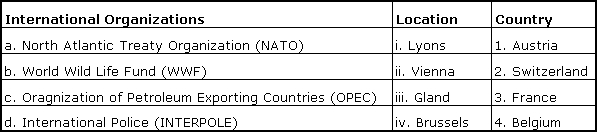 International Organizations Location Country
a. North Atlantic Treaty Organization (NATO) i. Lyons 1. Austria
b. World Wild Life Fund (WWF) ii. Vienna 2. Switzerland
c. Oragnization of Petroleum Exporting Countries (OPEC) iii. Gland 3. France
d. International Police (INTERPOLE) iv. Brussels 4. Belgium